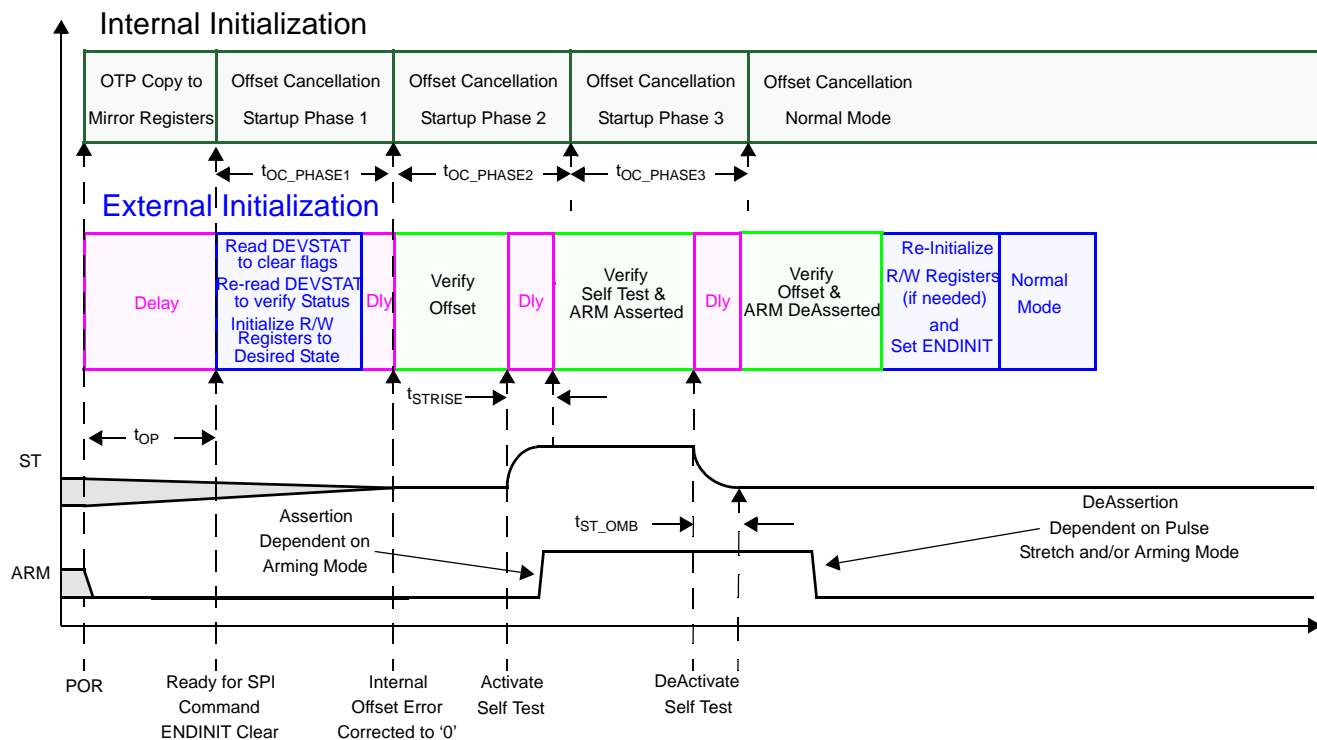 Internal Initialization
OTP Copy to
Mirror Registers
Offset Cancellation
Startup Phase 1
Offset Cancellation
Startup Phase 2
Offset Cancellation
Startup Phase 3
Offset Cancellation
Normal Mode
tOC_PHASE1
tOC_PHASE2
tOC_PHASE3
External Initialization
Delay
Read DEVSTAT
to clear flags
Re-read DEVSTAT
to verify Status
Initialize R/W
Registers to
Desired State
Dly
Verify
Offset
Dly
Verify
Self Test &
ARM Asserted
Dly
Verify
Offset &
ARM DeAsserted
Re-Initialize
R/W Registers
(if needed)
and
Set ENDINIT
Normal
Mode
tSTRISE
tOP
ST
Assertion
Dependent on
Arming Mode
tST_OMB
DeAssertion
Dependent on Pulse
Stretch and/or Arming Mode
ARM
POR
Ready for SPI
Command
ENDINIT Clear
Internal
Offset Error
Corrected to ‘0’
Activate
Self Test
DeActivate
Self Test